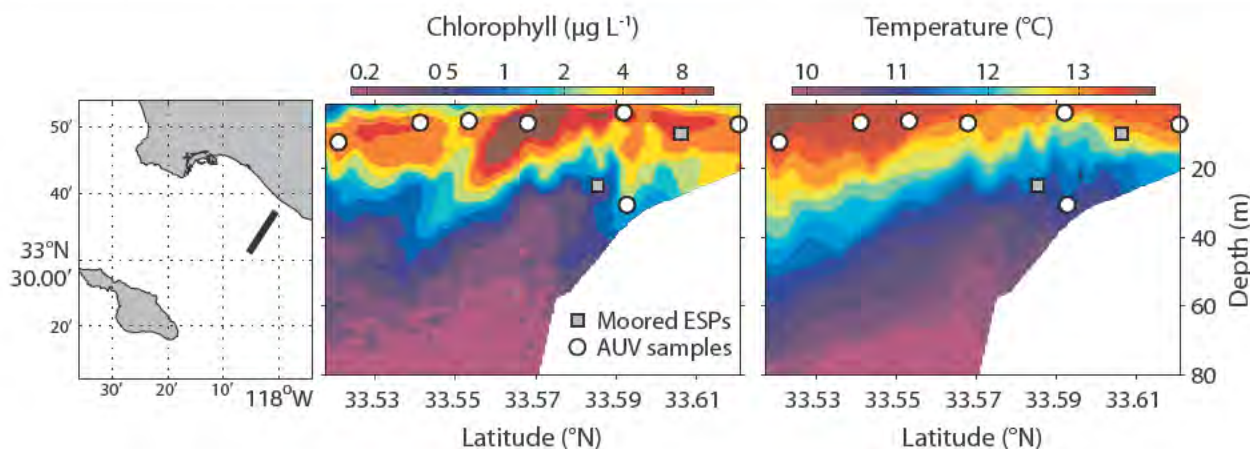 Chlorophyll (µg L⁻¹)
0.2 0.5 1 2 4 8
Temperature (°C)
10 11 12 13
50'
40'
33°N
30.00'
20'
30' 20' 10'
118°W
Moored ESPs
AUV samples
33.53 33.55 33.57 33.59 33.61
Latitude (°N)
33.53 33.55 33.57 33.59 33.61
Latitude (°N)
20
40
60
80
Depth (m)